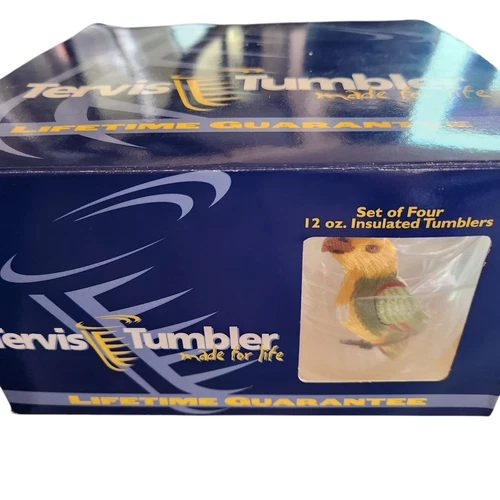 Tervis Tumbler
made for life
LIFETIME GUARANTEE
Set of Four
12 oz. Insulated Tumblers
Tervis Tumbler
made for life
LIFETIME GUARANTEE